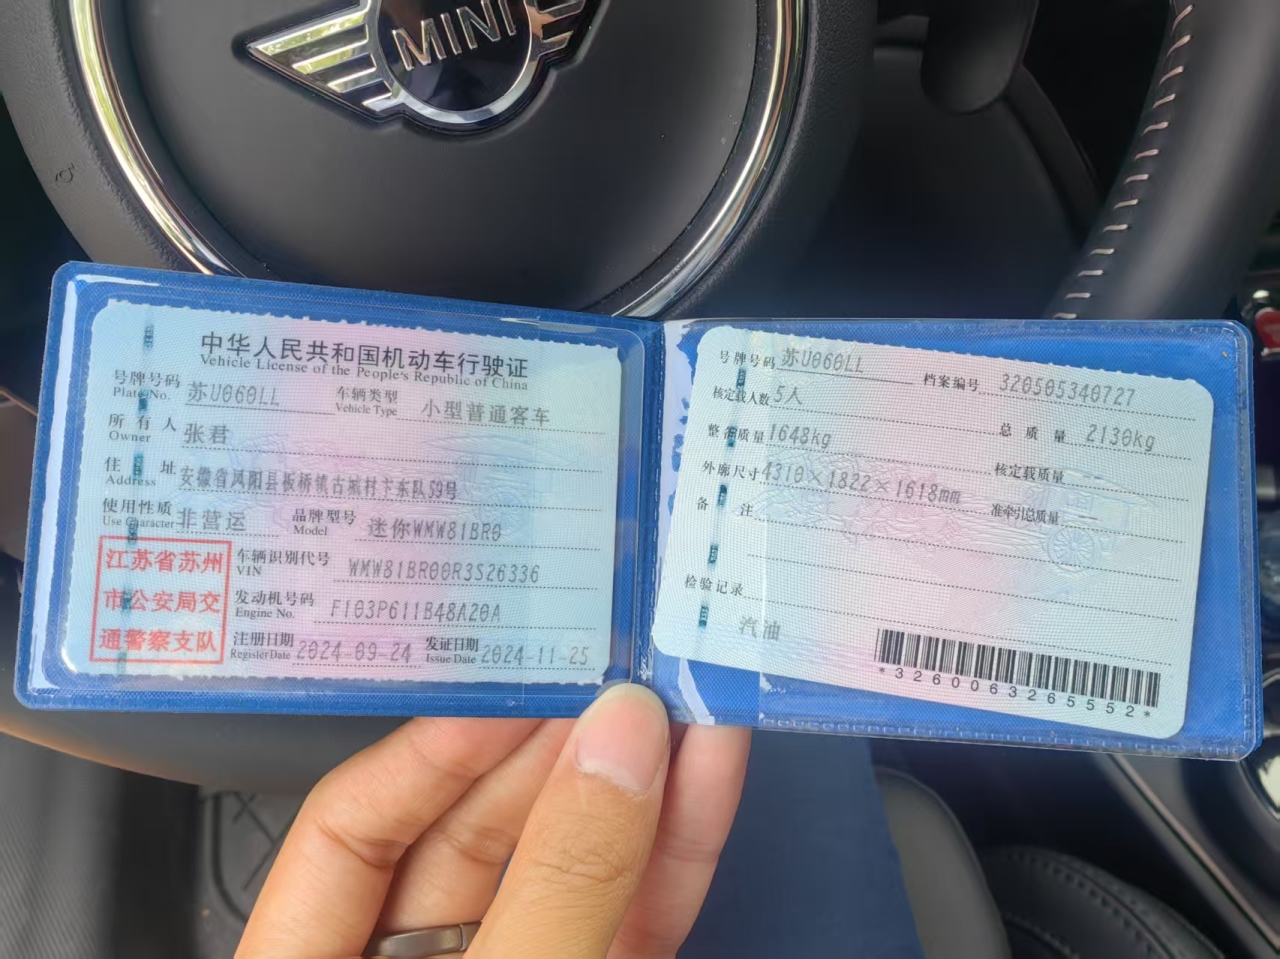 MINI
中华人民共和国机动车行驶证
Vehicle License of the People's Republic of China
号牌号码 苏U060LL 车辆类型 小型普通客车
Plate No. Vehicle Type
所有人 张君
Owner
住址 安徽省凤阳县板桥镇古城村卞东队59号
Address
使用性质 非营运 品牌型号 迷你WMW81BR0
Use Character Model
江苏省苏州
市公安局交
通警察支队
车辆识别代号 WMW81BR00R3S26336
VIN
发动机号码 F103P611B48A20A
Engine No.
注册日期 2024-09-24 发证日期 2024-11-25
Register Date Issue Date
号牌号码 苏U060LL 档案编号 320505340727
核定载人数 5人 总质量 2130kg
整备质量 1648kg 核定载质量
外廓尺寸 4310×1822×1618mm 准牵引总质量 ——
备注
检验记录
汽油
*3260063265552*